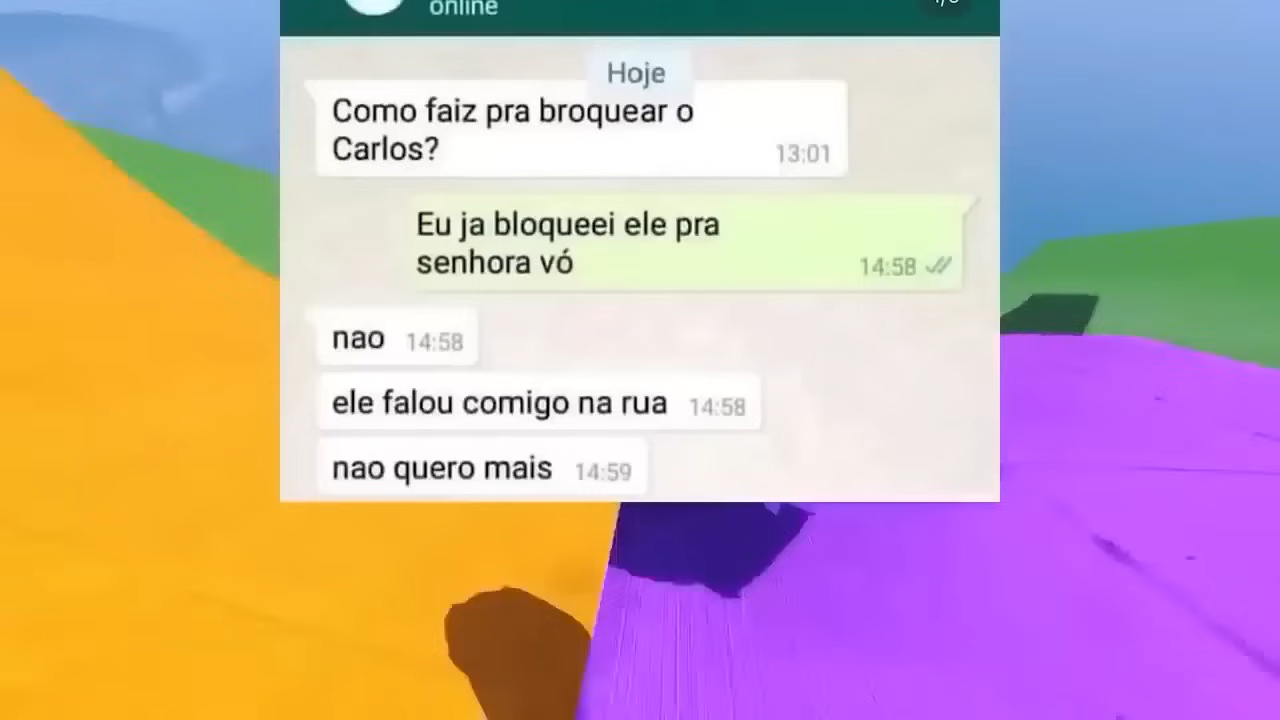 online
Hoje
Como faiz pra broquear o
Carlos?
13:01
Eu ja bloqueei ele pra
senhora vó
14:58
nao 14:58
ele falou comigo na rua 14:58
nao quero mais 14:59